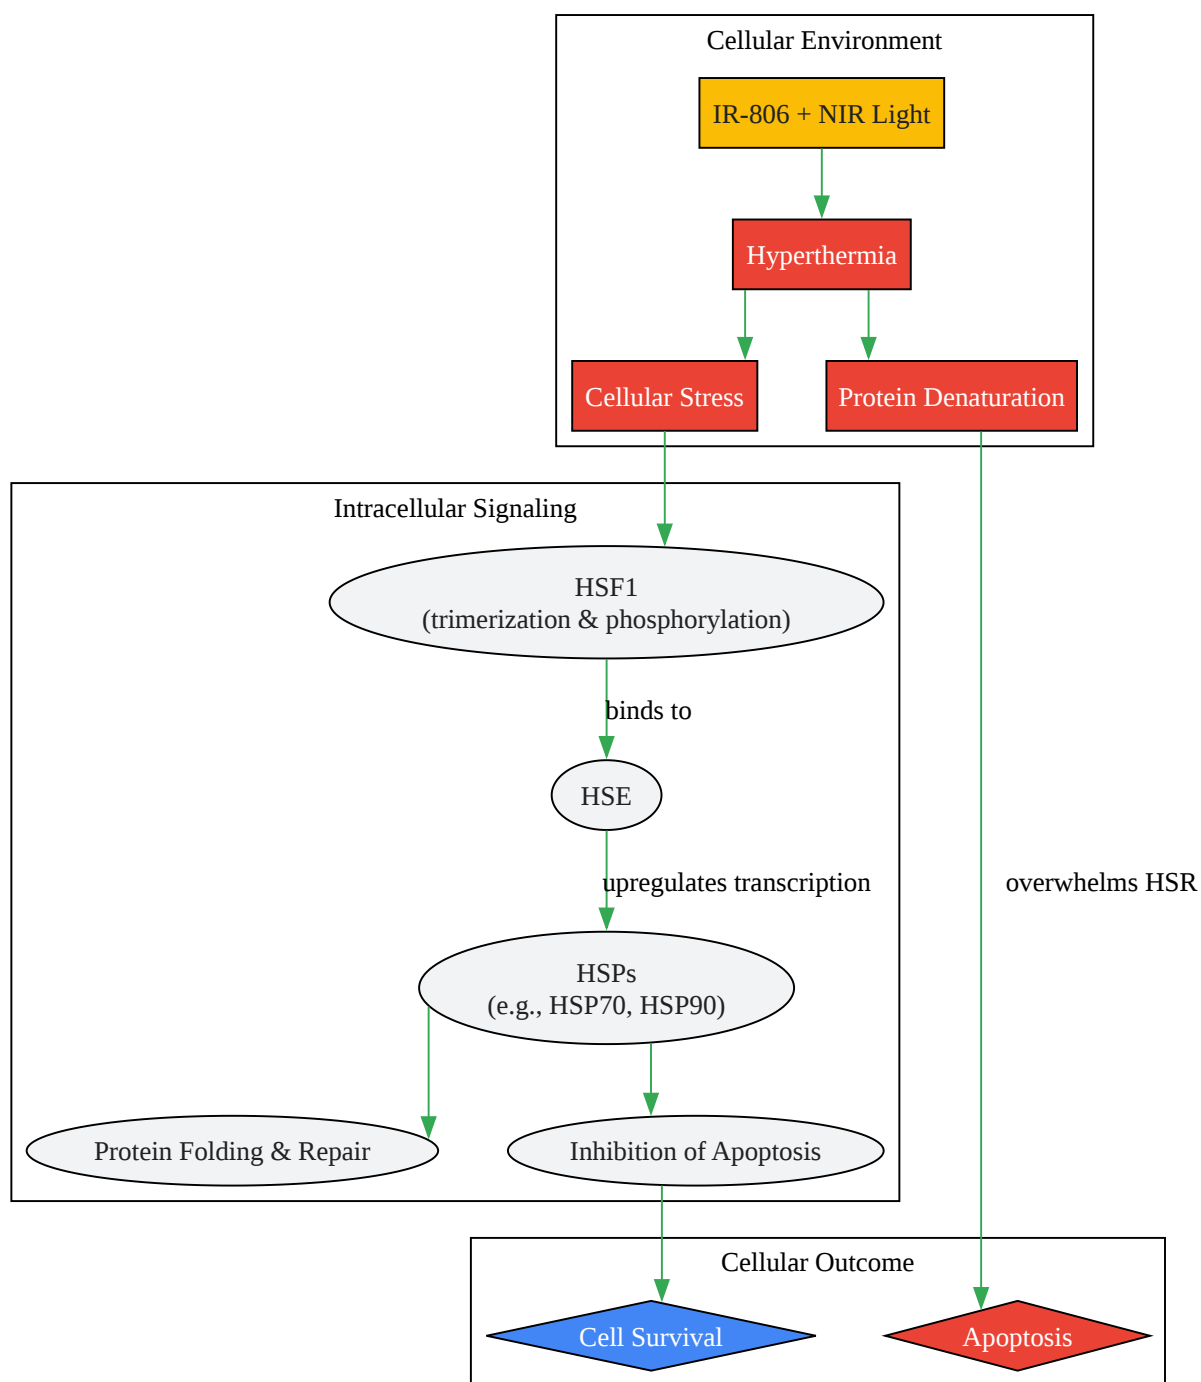 Cellular Environment
IR-806 + NIR Light
Hyperthermia
Cellular Stress
Protein Denaturation
Intracellular Signaling
HSF1
(trimerization & phosphorylation)
binds to
HSE
upregulates transcription
overwhelms HSR
HSPs
(e.g., HSP70, HSP90)
Protein Folding & Repair
Inhibition of Apoptosis
Cellular Outcome
Cell Survival
Apoptosis